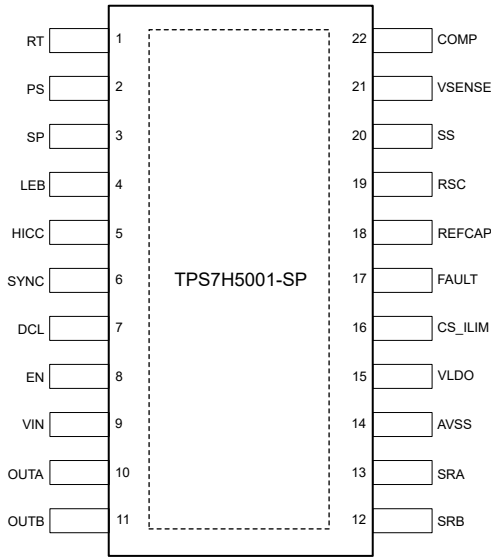 RT 1 22 COMP
PS 2 21 VSENSE
SP 3 20 SS
LEB 4 19 RSC
HICC 5 18 REFCAP
SYNC 6 TPS7H5001-SP 17 FAULT
DCL 7 16 CS_ILIM
EN 8 15 VLDO
VIN 9 14 AVSS
OUTA 10 13 SRA
OUTB 11 12 SRB